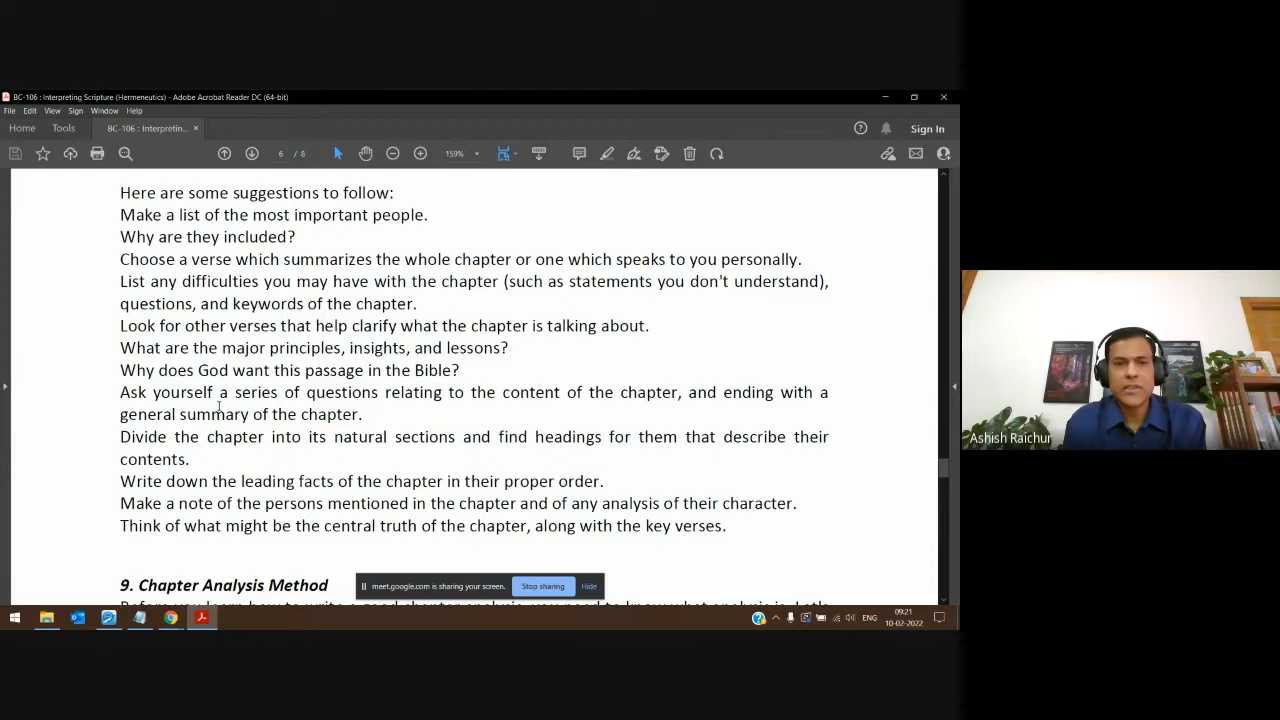 BC-106 : Interpreting Scripture (Hermeneutics) - Adobe Acrobat Reader DC (64-bit)
File Edit View Sign Window Help
Home Tools BC-106 : Interpretin... × Sign In
6 / 8 159%
Here are some suggestions to follow:
Make a list of the most important people.
Why are they included?
Choose a verse which summarizes the whole chapter or one which speaks to you personally.
List any difficulties you may have with the chapter (such as statements you don't understand),
questions, and keywords of the chapter.
Look for other verses that help clarify what the chapter is talking about.
What are the major principles, insights, and lessons?
Why does God want this passage in the Bible?
Ask yourself a series of questions relating to the content of the chapter, and ending with a
general summary of the chapter.
Divide the chapter into its natural sections and find headings for them that describe their
contents.
Write down the leading facts of the chapter in their proper order.
Make a note of the persons mentioned in the chapter and of any analysis of their character.
Think of what might be the central truth of the chapter, along with the key verses.
9. Chapter Analysis Method
meet.google.com is sharing your screen. Stop sharing Hide
Ashish Raichur
ENG
09:21
10-02-2022